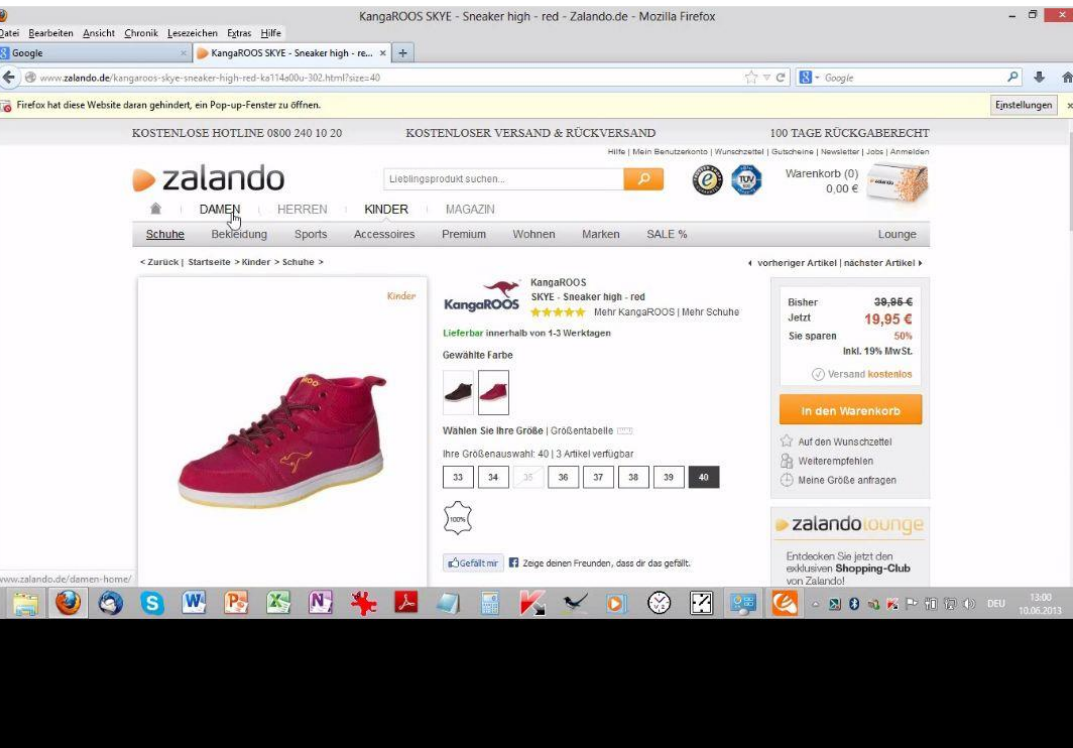 KangaROOS SKYE - Sneaker high - red - Zalando.de - Mozilla Firefox
Datei Bearbeiten Ansicht Chronik Lesezeichen Extras Hilfe
Google
KangaROOS SKYE - Sneaker high - re...
www.zalando.de/kangaroos-skye-sneaker-high-red-ka114a00u-302.html?size=40
Google
Firefox hat diese Website daran gehindert, ein Pop-up-Fenster zu öffnen.
Einstellungen
KOSTENLOSE HOTLINE 0800 240 10 20 KOSTENLOSER VERSAND & RÜCKVERSAND 100 TAGE RÜCKGABERECHT
Hilfe | Mein Benutzerkonto | Wunschzettel | Gutscheine | Newsletter | Jobs | Anmelden
zalando
Lieblingsprodukt suchen...
TÜV
Warenkorb (0)
0,00 €
DAMEN HERREN KINDER MAGAZIN
Schuhe Bekleidung Sports Accessoires Premium Wohnen Marken SALE % Lounge
< Zurück | Startseite > Kinder > Schuhe >
vorheriger Artikel | nächster Artikel
Kinder
KangaROOS
KangaROOS
SKYE - Sneaker high - red
Mehr KangaROOS | Mehr Schuhe
Lieferbar innerhalb von 1-3 Werktagen
Gewählte Farbe
Wählen Sie Ihre Größe | Größentabelle
Ihre Größenauswahl: 40 | 3 Artikel verfügbar
33 34 35 36 37 38 39 40
100%
Gefällt mir
Zeige deinen Freunden, dass dir das gefällt.
Bisher 39,95 €
Jetzt 19,95 €
Sie sparen 50%
Inkl. 19% MwSt.
Versand kostenlos
In den Warenkorb
Auf den Wunschzettel
Weiterempfehlen
Meine Größe anfragen
zalando lounge
Entdecken Sie jetzt den
exklusiven Shopping-Club
von Zalando!
www.zalando.de/damen-home/
DEU
13:00
10.06.2013